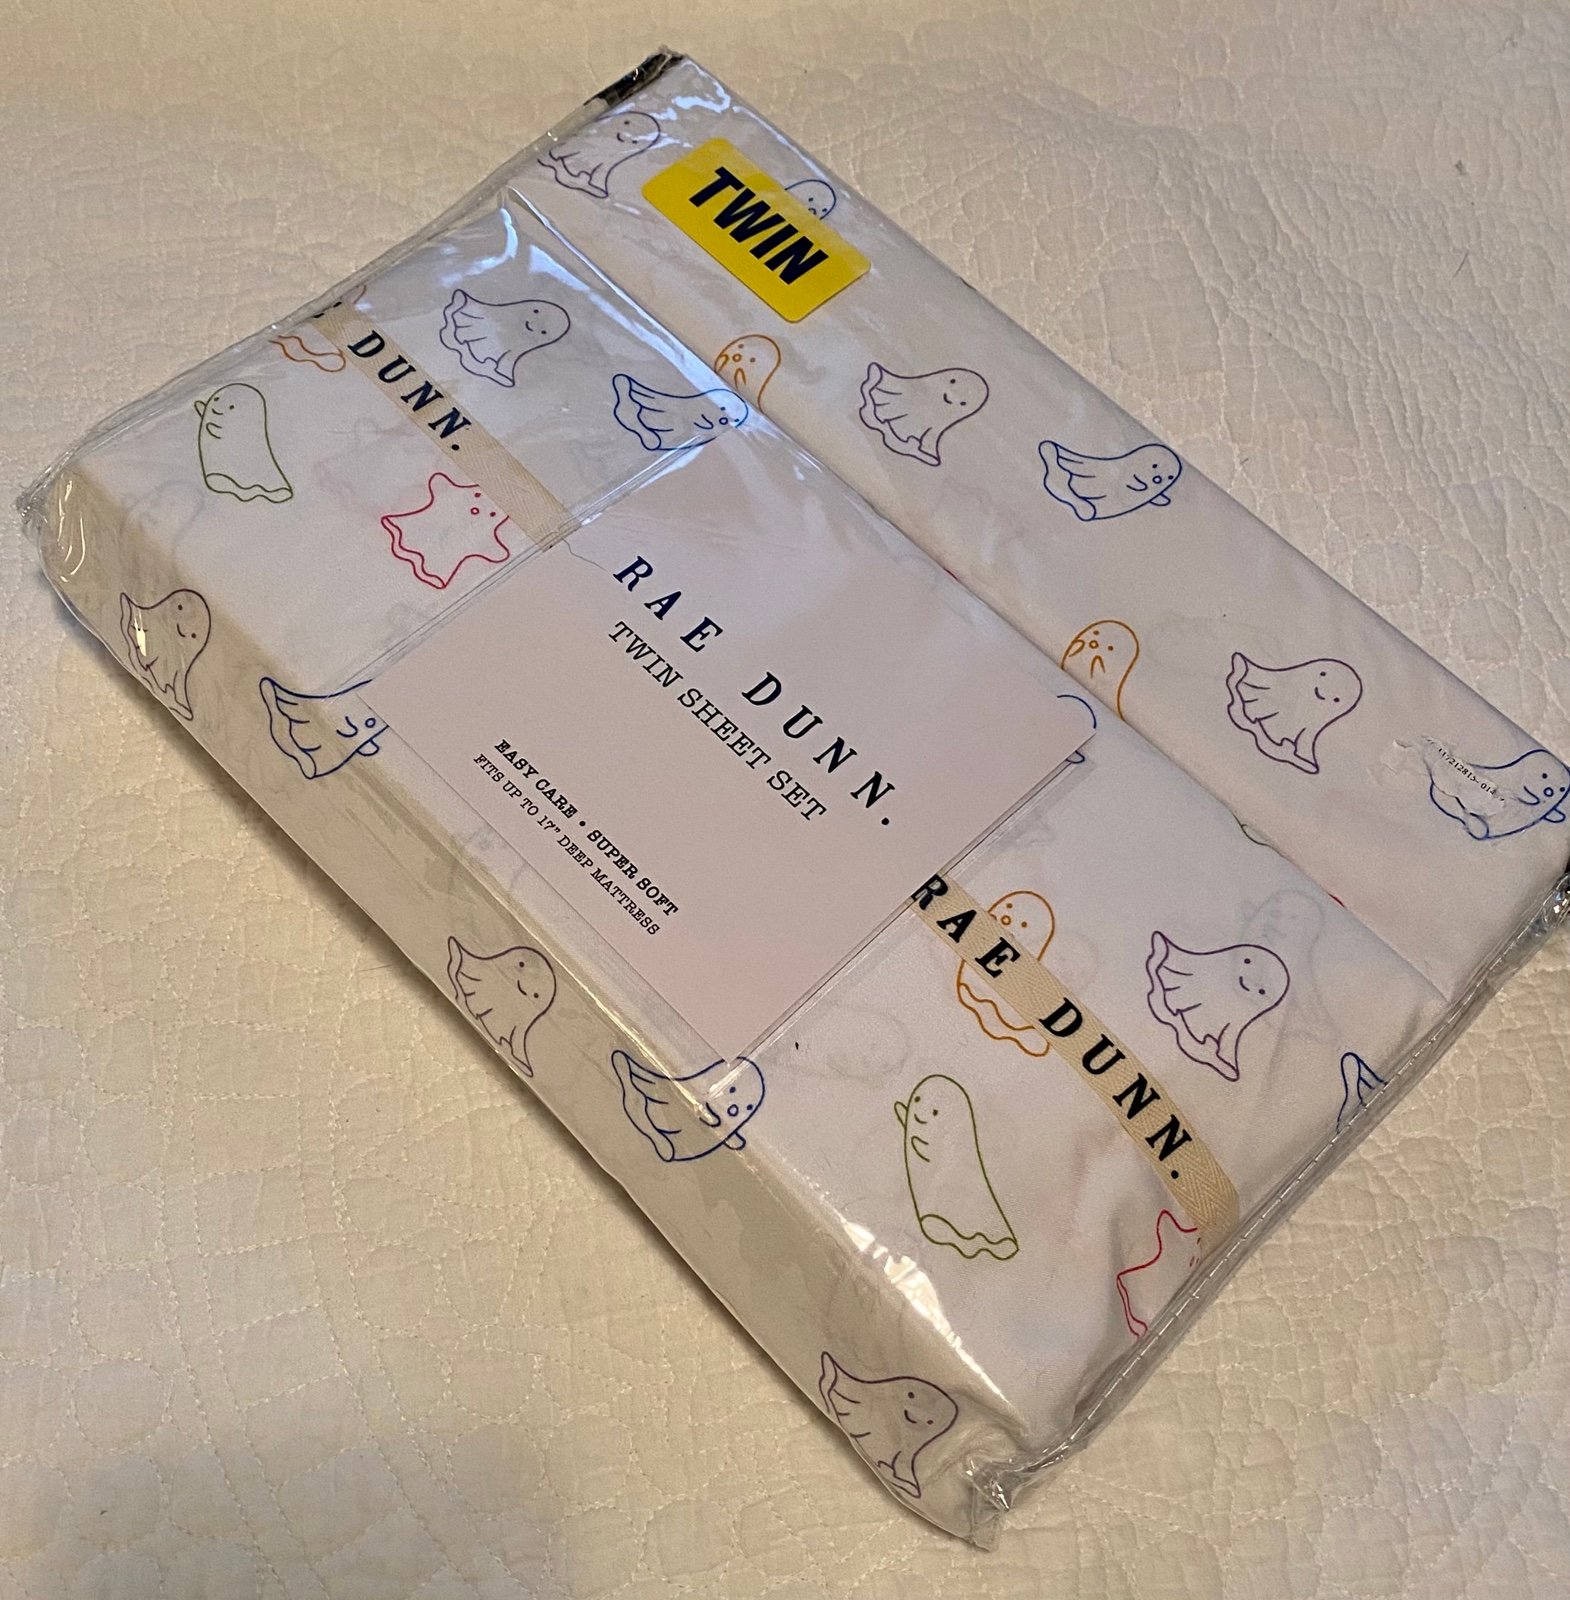 TWIN
DUNN.
RAE DUNN.
TWIN SHEET SET
EASY CARE • SUPER SOFT
FITS UP TO 17" DEEP MATTRESS
RAE DUNN.